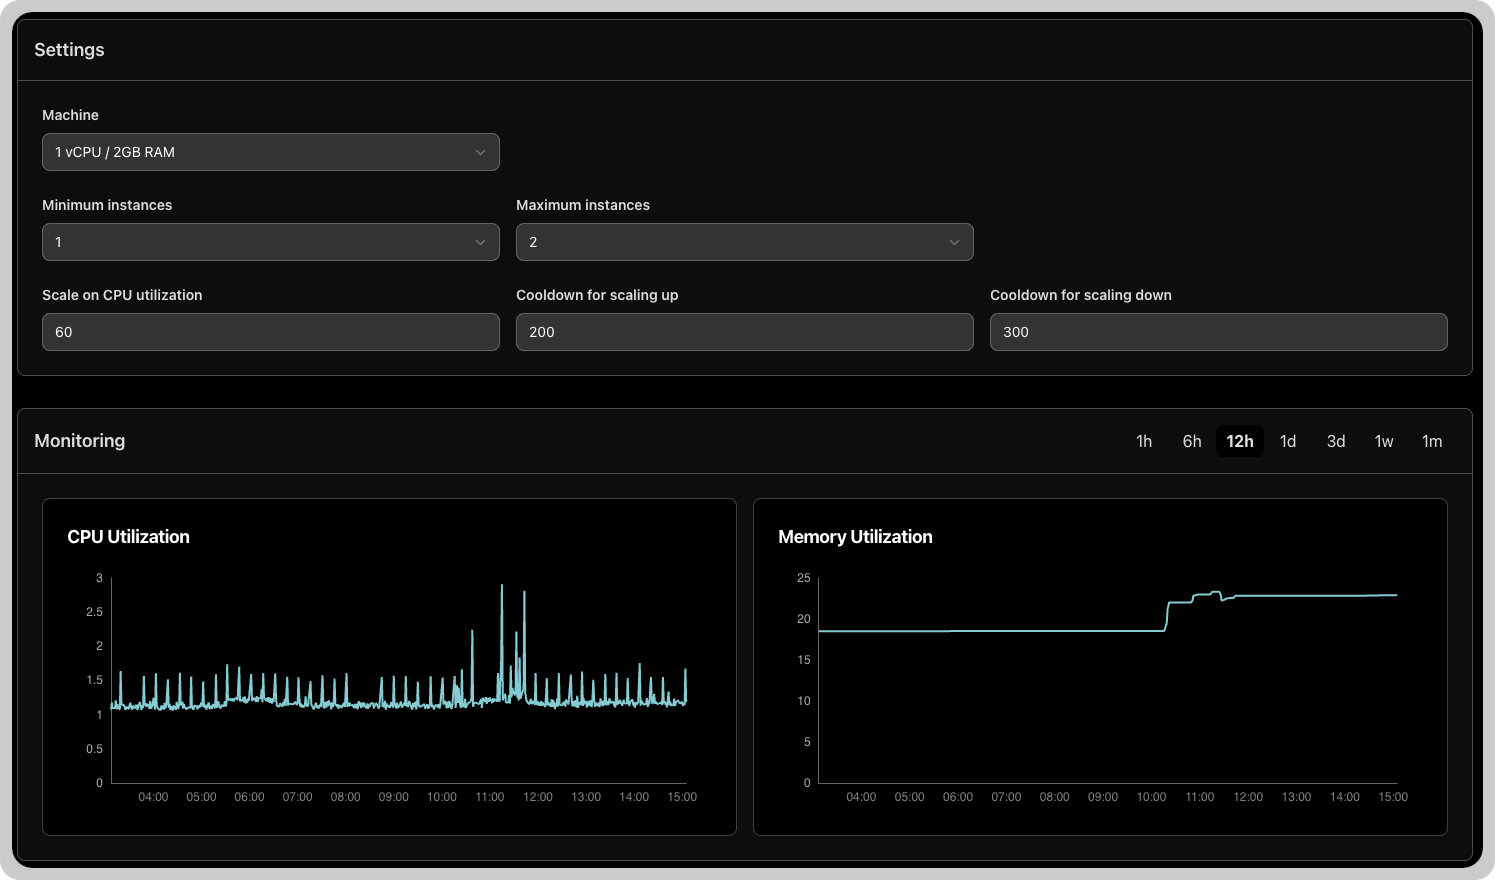 Settings
Machine
1 vCPU / 2GB RAM
Minimum instances Maximum instances
1 2
Scale on CPU utilization Cooldown for scaling up Cooldown for scaling down
60 200 300
Monitoring 1h 6h 12h 1d 3d 1w 1m
CPU Utilization
3
2.5
2
1.5
1
0.5
0
04:00 05:00 06:00 07:00 08:00 09:00 10:00 11:00 12:00 13:00 14:00 15:00
Memory Utilization
25
20
15
10
5
0
04:00 05:00 06:00 07:00 08:00 09:00 10:00 11:00 12:00 13:00 14:00 15:00